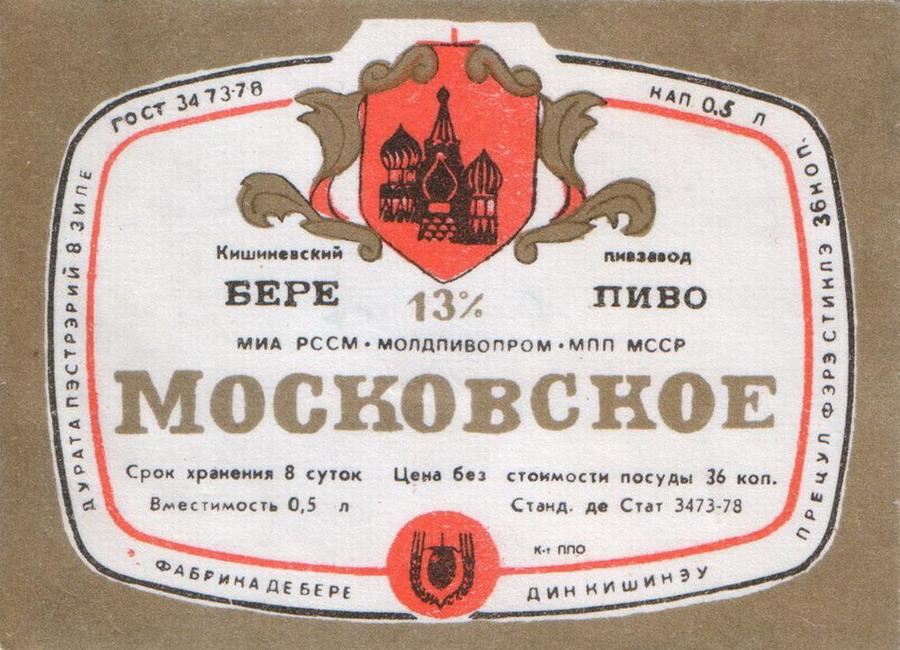 ГОСТ 3473-78
КАП 0.5 Л
ДУРАТА ПЭСТРЭРИЙ 8 ЗИЛЕ
ПРЕЦУЛ ФЭРЭ СТИКЛЭ 36 КОП.
Кишиневский пивзавод
БЕРЕ 13% ПИВО
МИА РССМ • МОЛДПИВОПРОМ • МПП МССР
МОСКОВСКОЕ
Срок хранения 8 суток Цена без стоимости посуды 36 коп.
Вместимость 0,5 л Станд. де Стат 3473-78
К-т ППО
ФАБРИКА ДЕ БЕРЕ ДИН КИШИНЭУ